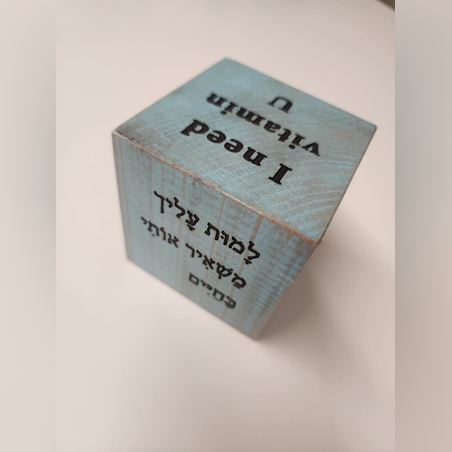 I need
vitamin
U
לָמוּת עָלֶיךָ
מַשְׁאִיר אוֹתִי
בַּחַיִּים